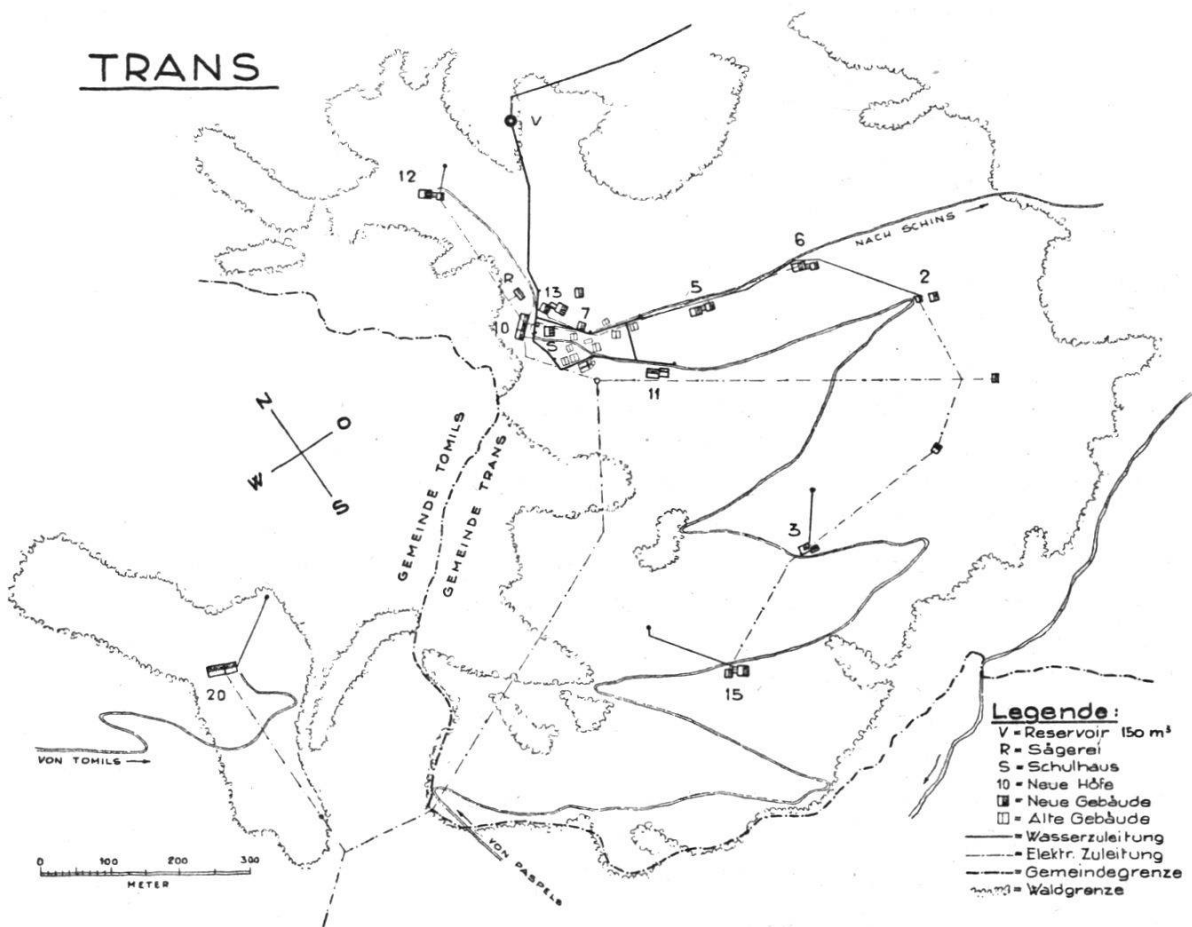 TRANS
V
12
R
13
7
10
S
5
6
2
NACH SCHINS
11
N
O
W
S
GEMEINDE TOMILS
GEMEINDE TRANS
3
15
20
VON TOMILS
VON PASPELS
0 100 200 300
METER
Legende:
V = Reservoir 150 m³
R = Sågerei
S = Schulhaus
10 = Neue Höfe
= Neue Gebäude
= Alte Gebäude
= Wasserzuleitung
= Elektr. Zuleitung
= Gemeindegrenze
= Waldgrenze